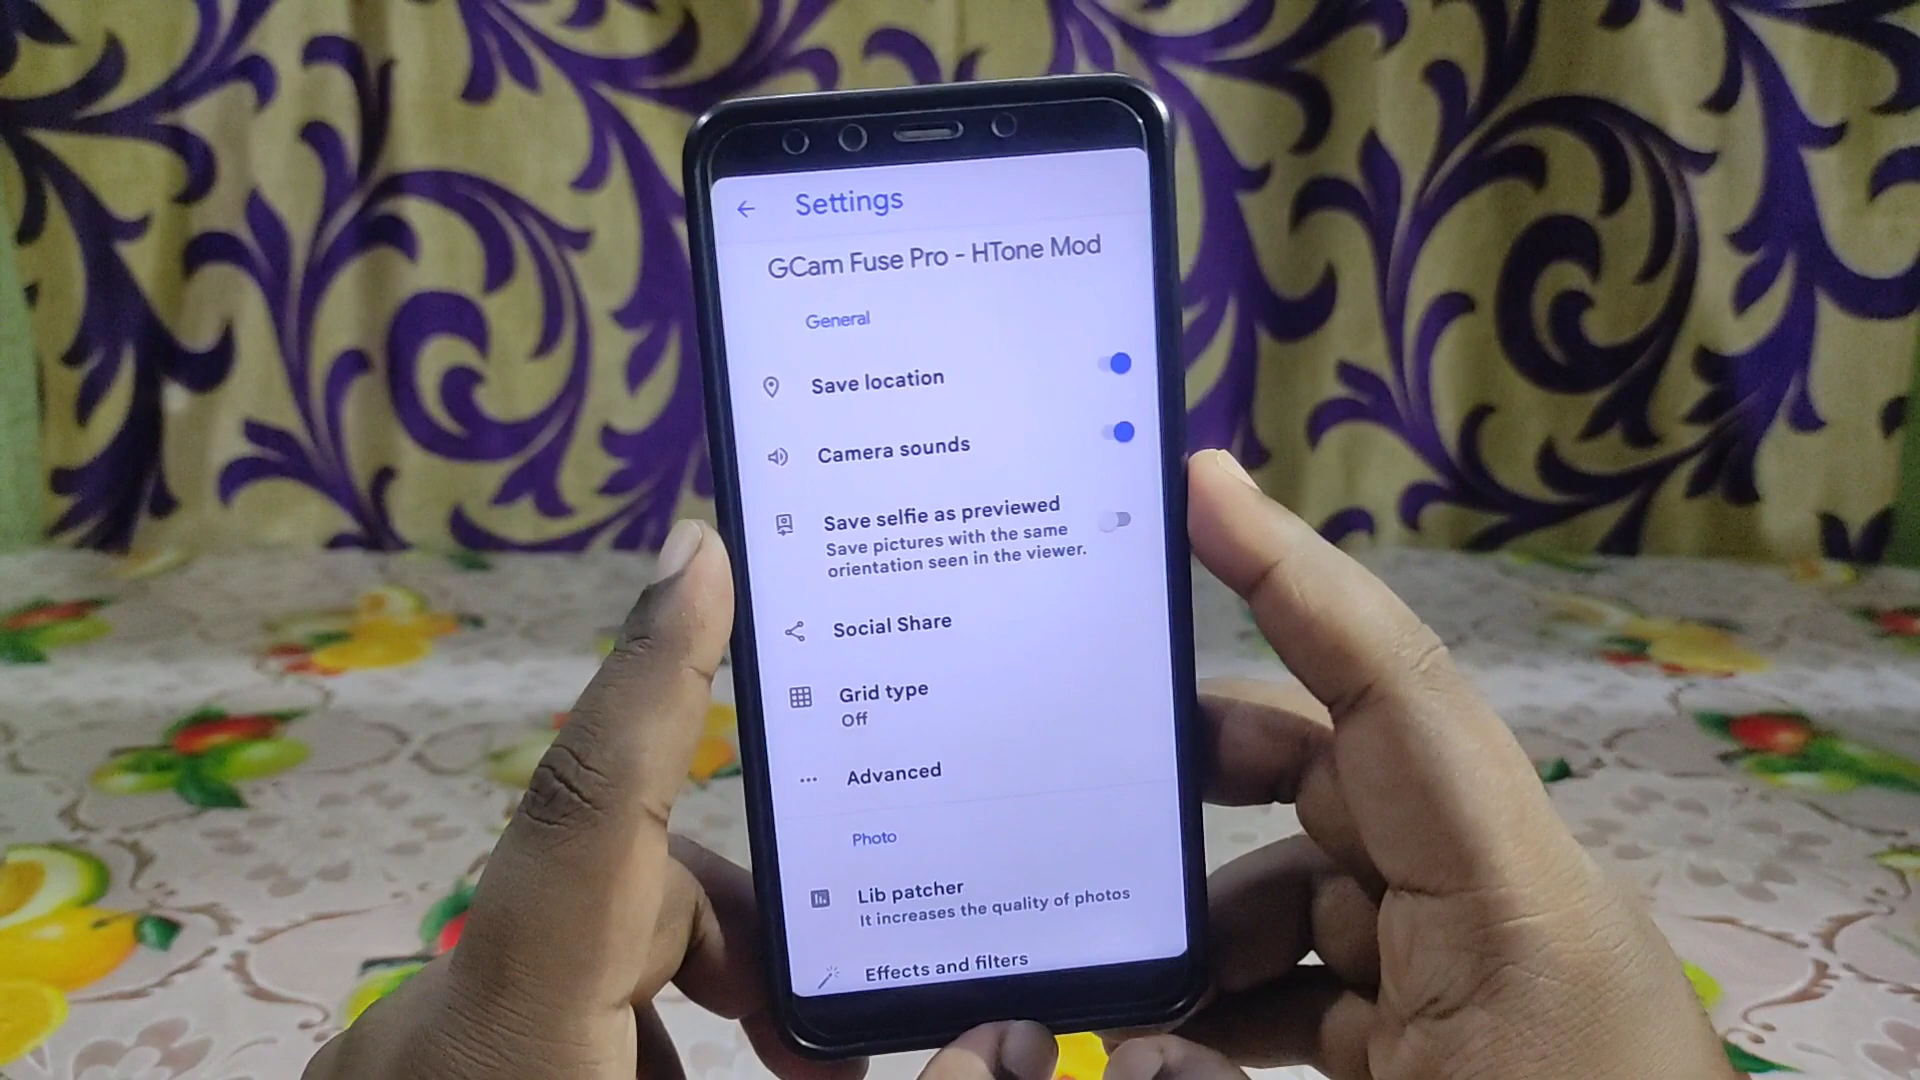 Settings
GCam Fuse Pro - HTone Mod
General
Save location
Camera sounds
Save selfie as previewed
Save pictures with the same
orientation seen in the viewer.
Social Share
Grid type
Off
Advanced
Photo
Lib patcher
It increases the quality of photos
Effects and filters